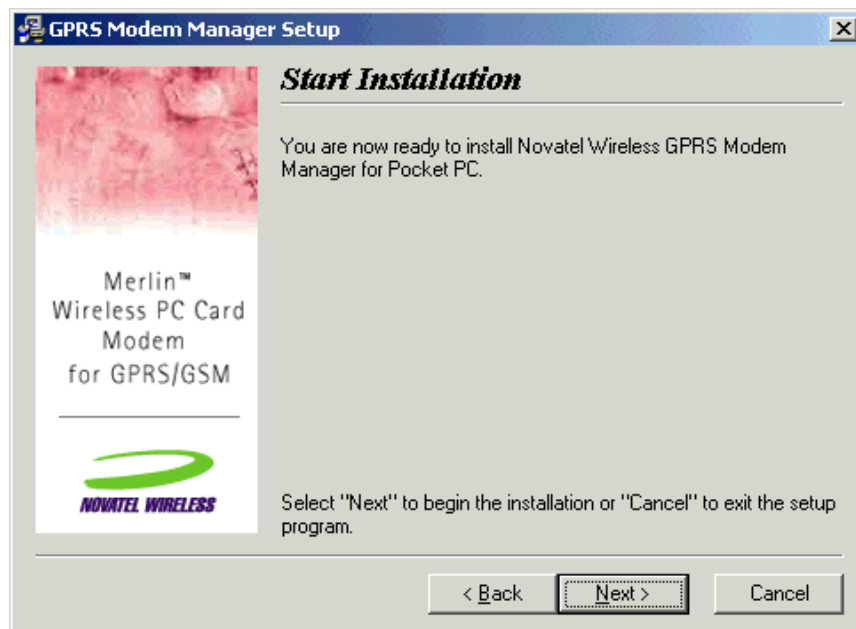 GPRS Modem Manager Setup
Start Installation
You are now ready to install Novatel Wireless GPRS Modem
Manager for Pocket PC.
Merlin™
Wireless PC Card
Modem
for GPRS/GSM
NOVATEL WIRELESS
Select "Next" to begin the installation or "Cancel" to exit the setup
program.
< Back
Next >
Cancel